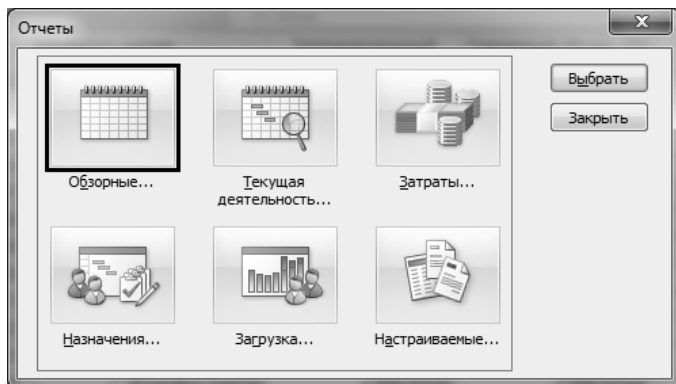 Отчеты
Выбрать
Закрыть
Обзорные...
Текущая
деятельность...
Затраты...
Назначения...
Загрузка...
Настраиваемые...